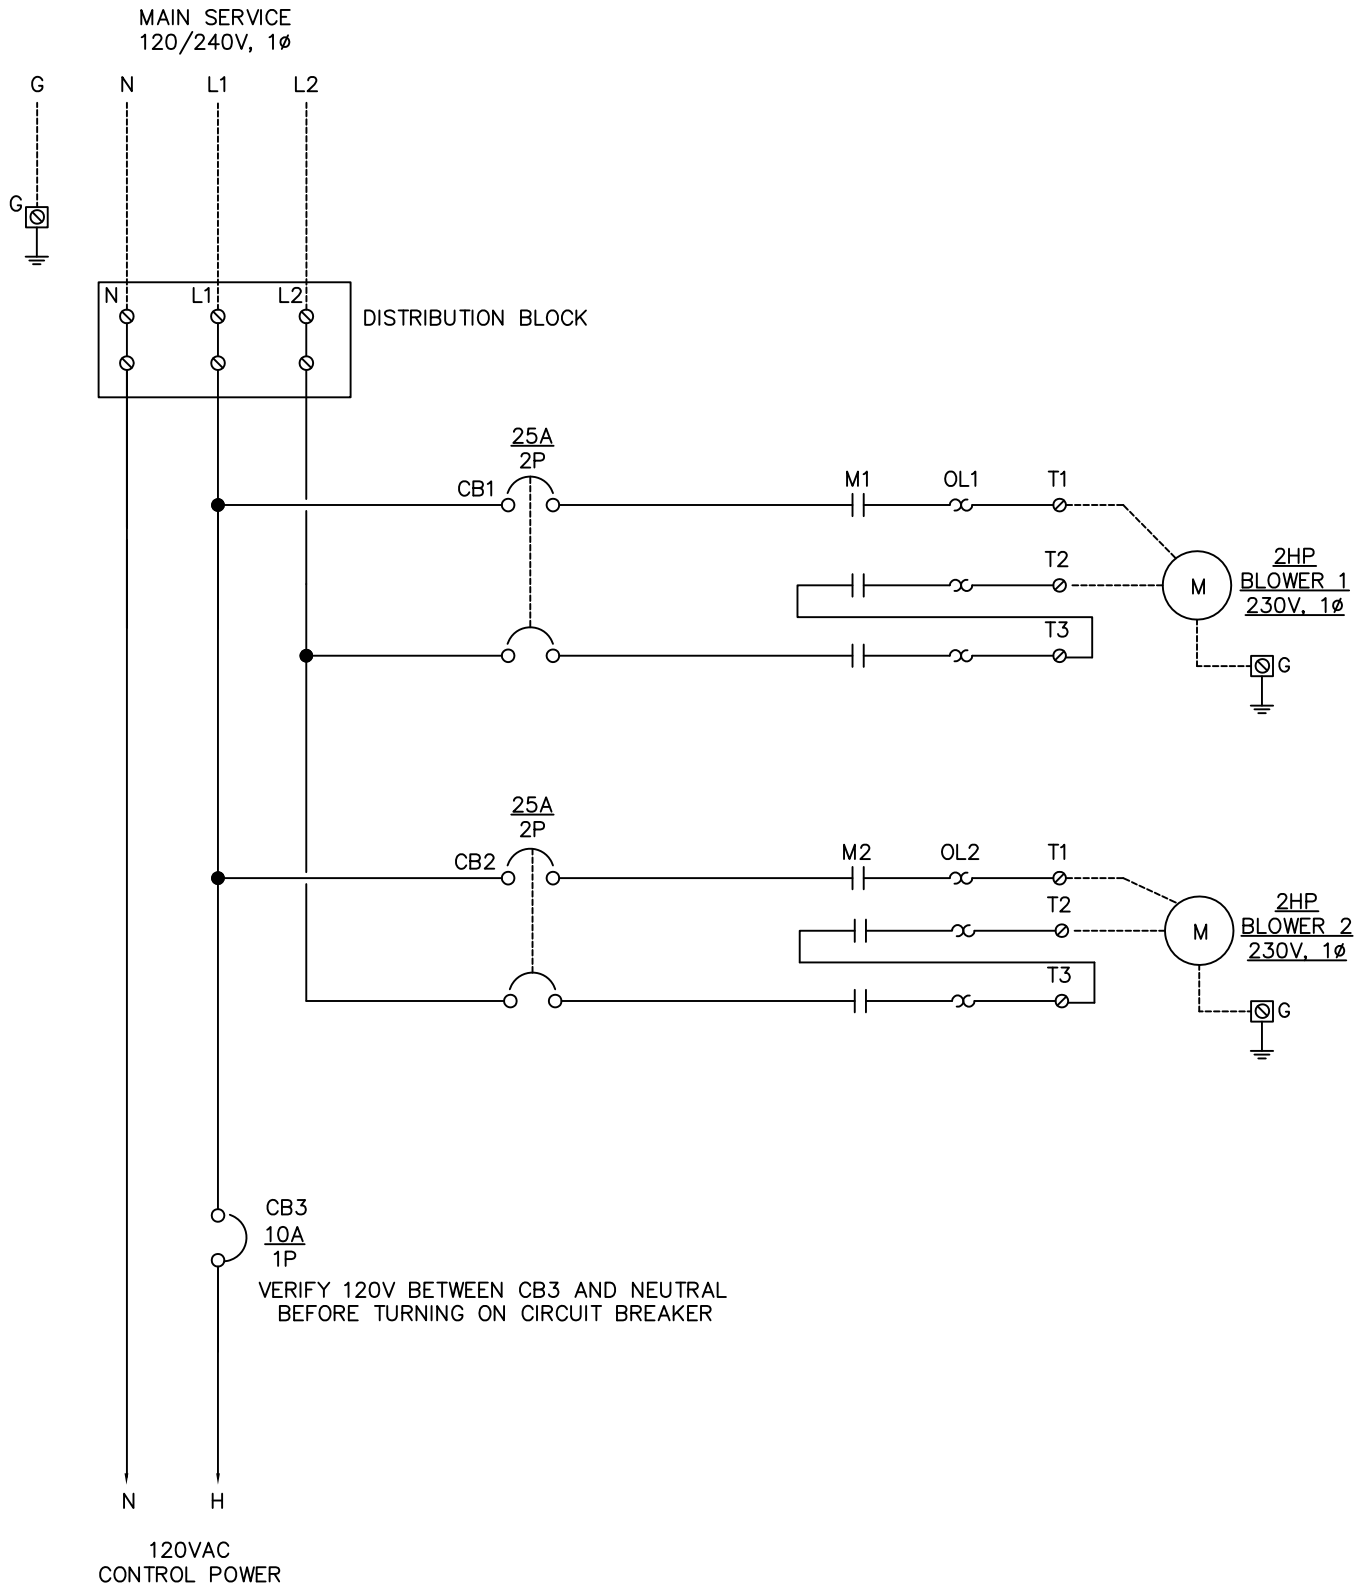 MAIN SERVICE
120/240V, 1ø
G
N
L1
L2
G
N
L1
L2
DISTRIBUTION BLOCK
25A
2P
CB1
M1
OL1
T1
T2
T3
M
2HP
BLOWER 1
230V, 1ø
G
25A
2P
CB2
M2
OL2
T1
T2
T3
M
2HP
BLOWER 2
230V, 1ø
G
CB3
10A
1P
VERIFY 120V BETWEEN CB3 AND NEUTRAL
BEFORE TURNING ON CIRCUIT BREAKER
N
H
120VAC
CONTROL POWER